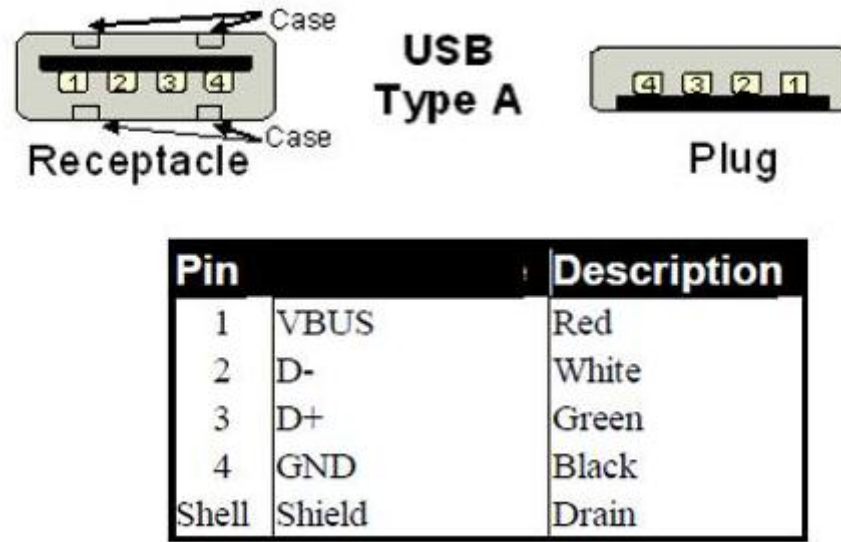 Case
1 2 3 4
Case
Receptacle
USB
Type A
4 3 2 1
Plug
Pin Description
1 VBUS Red
2 D- White
3 D+ Green
4 GND Black
Shell Shield Drain